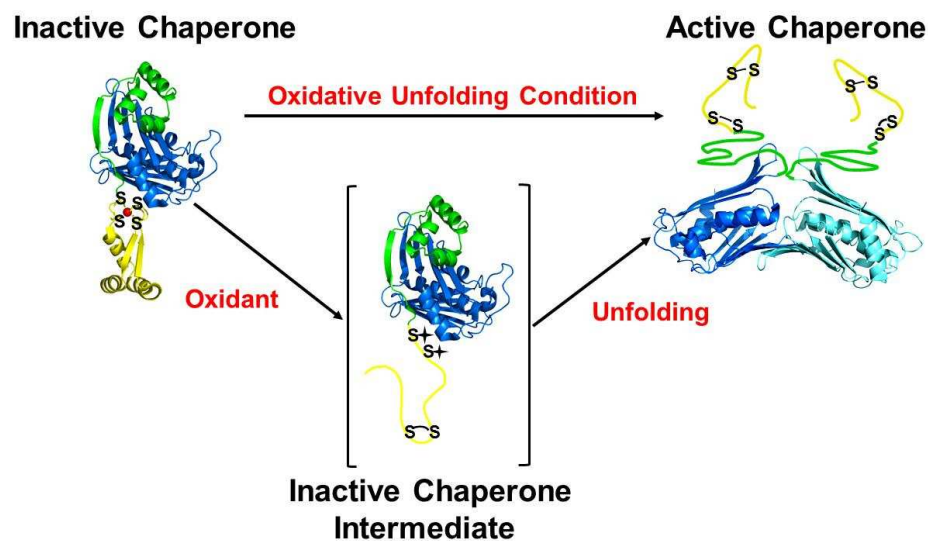 Inactive Chaperone
Active Chaperone
S S
S S
Oxidative Unfolding Condition
S S
S S
S S
S S
Oxidant
Unfolding
S
S
S S
Inactive Chaperone
Intermediate